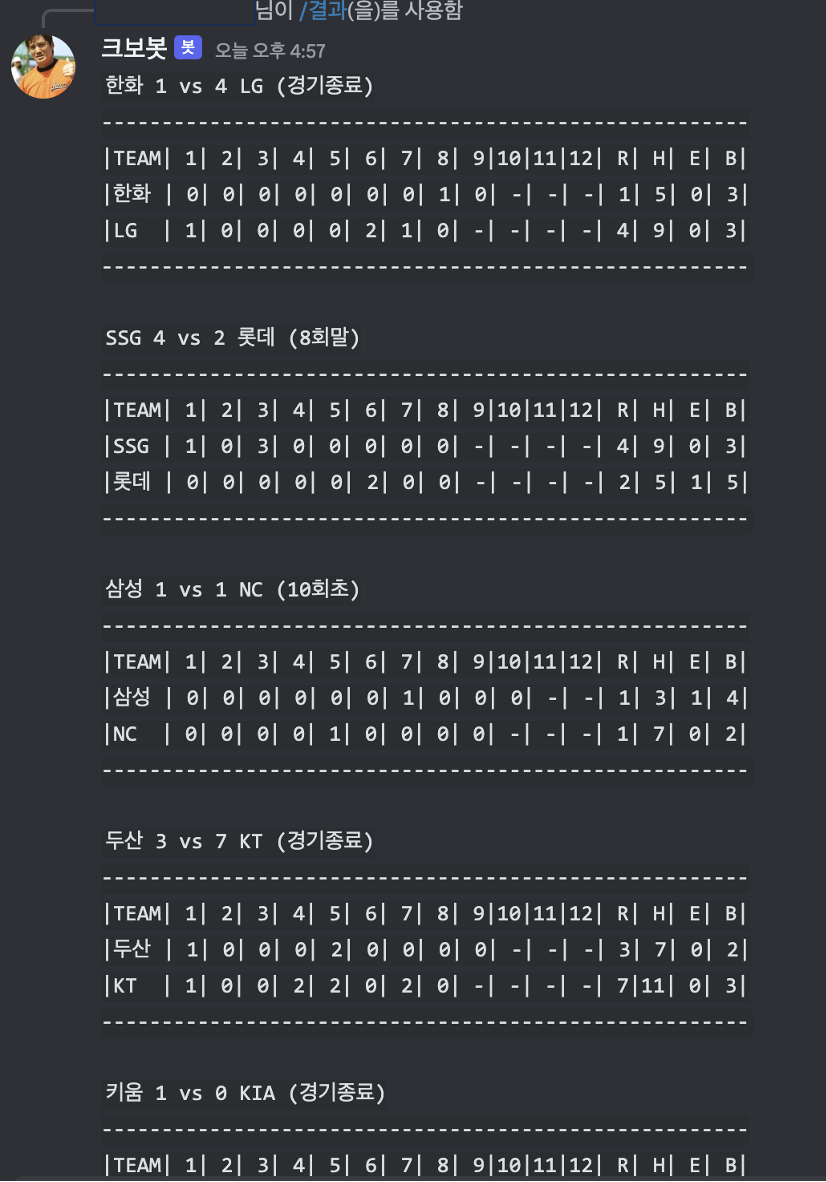 님이 /결과(을)를 사용함
크보봇 봇 오늘 오후 4:57
한화 1 vs 4 LG (경기종료)
------------------------------------------------------
|TEAM| 1| 2| 3| 4| 5| 6| 7| 8| 9|10|11|12| R| H| E| B|
|한화 | 0| 0| 0| 0| 0| 0| 0| 1| 0| -| -| -| 1| 5| 0| 3|
|LG  | 1| 0| 0| 0| 0| 2| 1| 0| -| -| -| -| 4| 9| 0| 3|
------------------------------------------------------
SSG 4 vs 2 롯데 (8회말)
------------------------------------------------------
|TEAM| 1| 2| 3| 4| 5| 6| 7| 8| 9|10|11|12| R| H| E| B|
|SSG | 1| 0| 3| 0| 0| 0| 0| 0| -| -| -| -| 4| 9| 0| 3|
|롯데 | 0| 0| 0| 0| 0| 2| 0| 0| -| -| -| -| 2| 5| 1| 5|
------------------------------------------------------
삼성 1 vs 1 NC (10회초)
------------------------------------------------------
|TEAM| 1| 2| 3| 4| 5| 6| 7| 8| 9|10|11|12| R| H| E| B|
|삼성 | 0| 0| 0| 0| 0| 0| 1| 0| 0| 0| -| -| 1| 3| 1| 4|
|NC  | 0| 0| 0| 0| 1| 0| 0| 0| 0| -| -| -| 1| 7| 0| 2|
------------------------------------------------------
두산 3 vs 7 KT (경기종료)
------------------------------------------------------
|TEAM| 1| 2| 3| 4| 5| 6| 7| 8| 9|10|11|12| R| H| E| B|
|두산 | 1| 0| 0| 0| 2| 0| 0| 0| 0| -| -| -| 3| 7| 0| 2|
|KT  | 1| 0| 0| 2| 2| 0| 2| 0| -| -| -| -| 7|11| 0| 3|
------------------------------------------------------
키움 1 vs 0 KIA (경기종료)
------------------------------------------------------
|TEAM| 1| 2| 3| 4| 5| 6| 7| 8| 9|10|11|12| R| H| E| B|